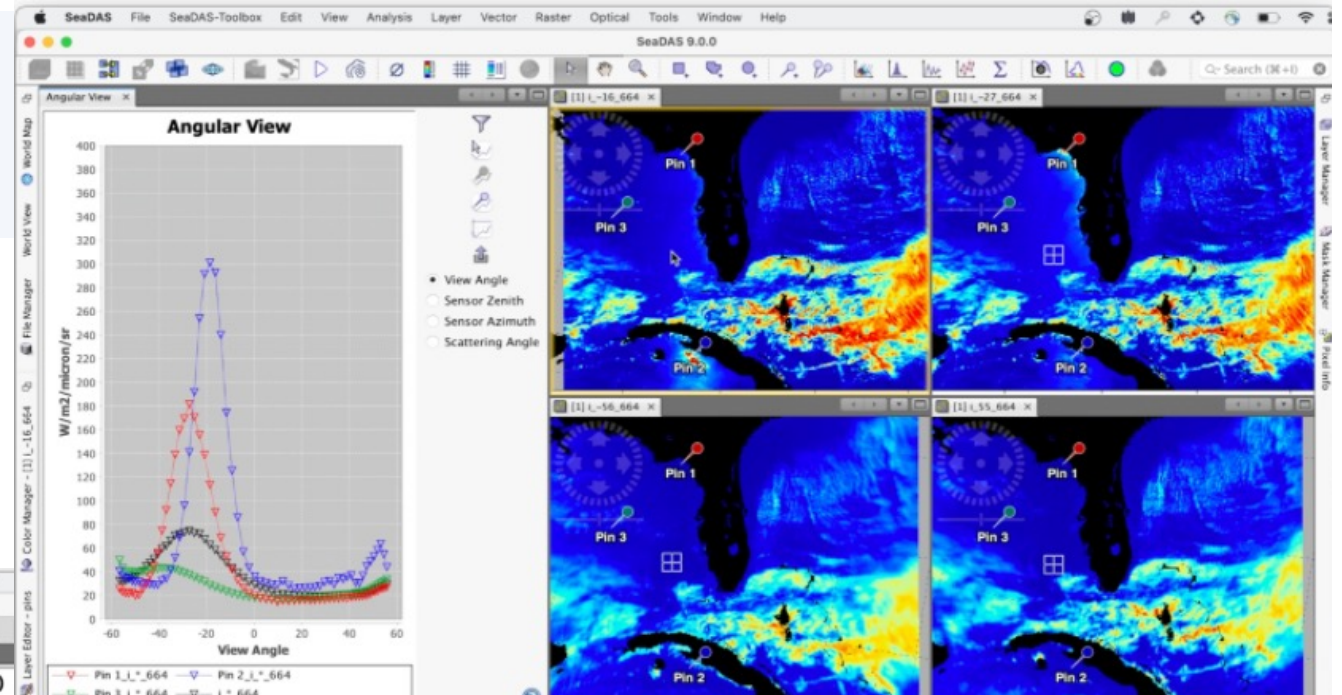 SeaDAS File SeaDAS-Toolbox Edit View Analysis Layer Vector Raster Optical Tools Window Help
SeaDAS 9.0.0
Search (⌘+I)
Angular View
[1] i_-16_664
[1] i_-27_664
World Map
World View
File Manager
Color Manager - [1] i_-16_664
Layer Editor - pins
Angular View
400
380
360
340
320
300
280
260
240
220
200
180
160
140
120
100
80
60
40
20
0
W/m2/micron/sr
-60 -40 -20 0 20 40 60
View Angle
Pin 1_i_*_664 Pin 2_i_*_664
Pin 3_i_*_664 i_*_664
View Angle
Sensor Zenith
Sensor Azimuth
Scattering Angle
Pin 1
Pin 3
Pin 2
Pin 1
Pin 3
Pin 2
[1] i_-56_664
[1] i_55_664
Pin 1
Pin 3
Pin 2
Pin 1
Pin 3
Pin 2
Layer Manager
Mask Manager
Pixel Info